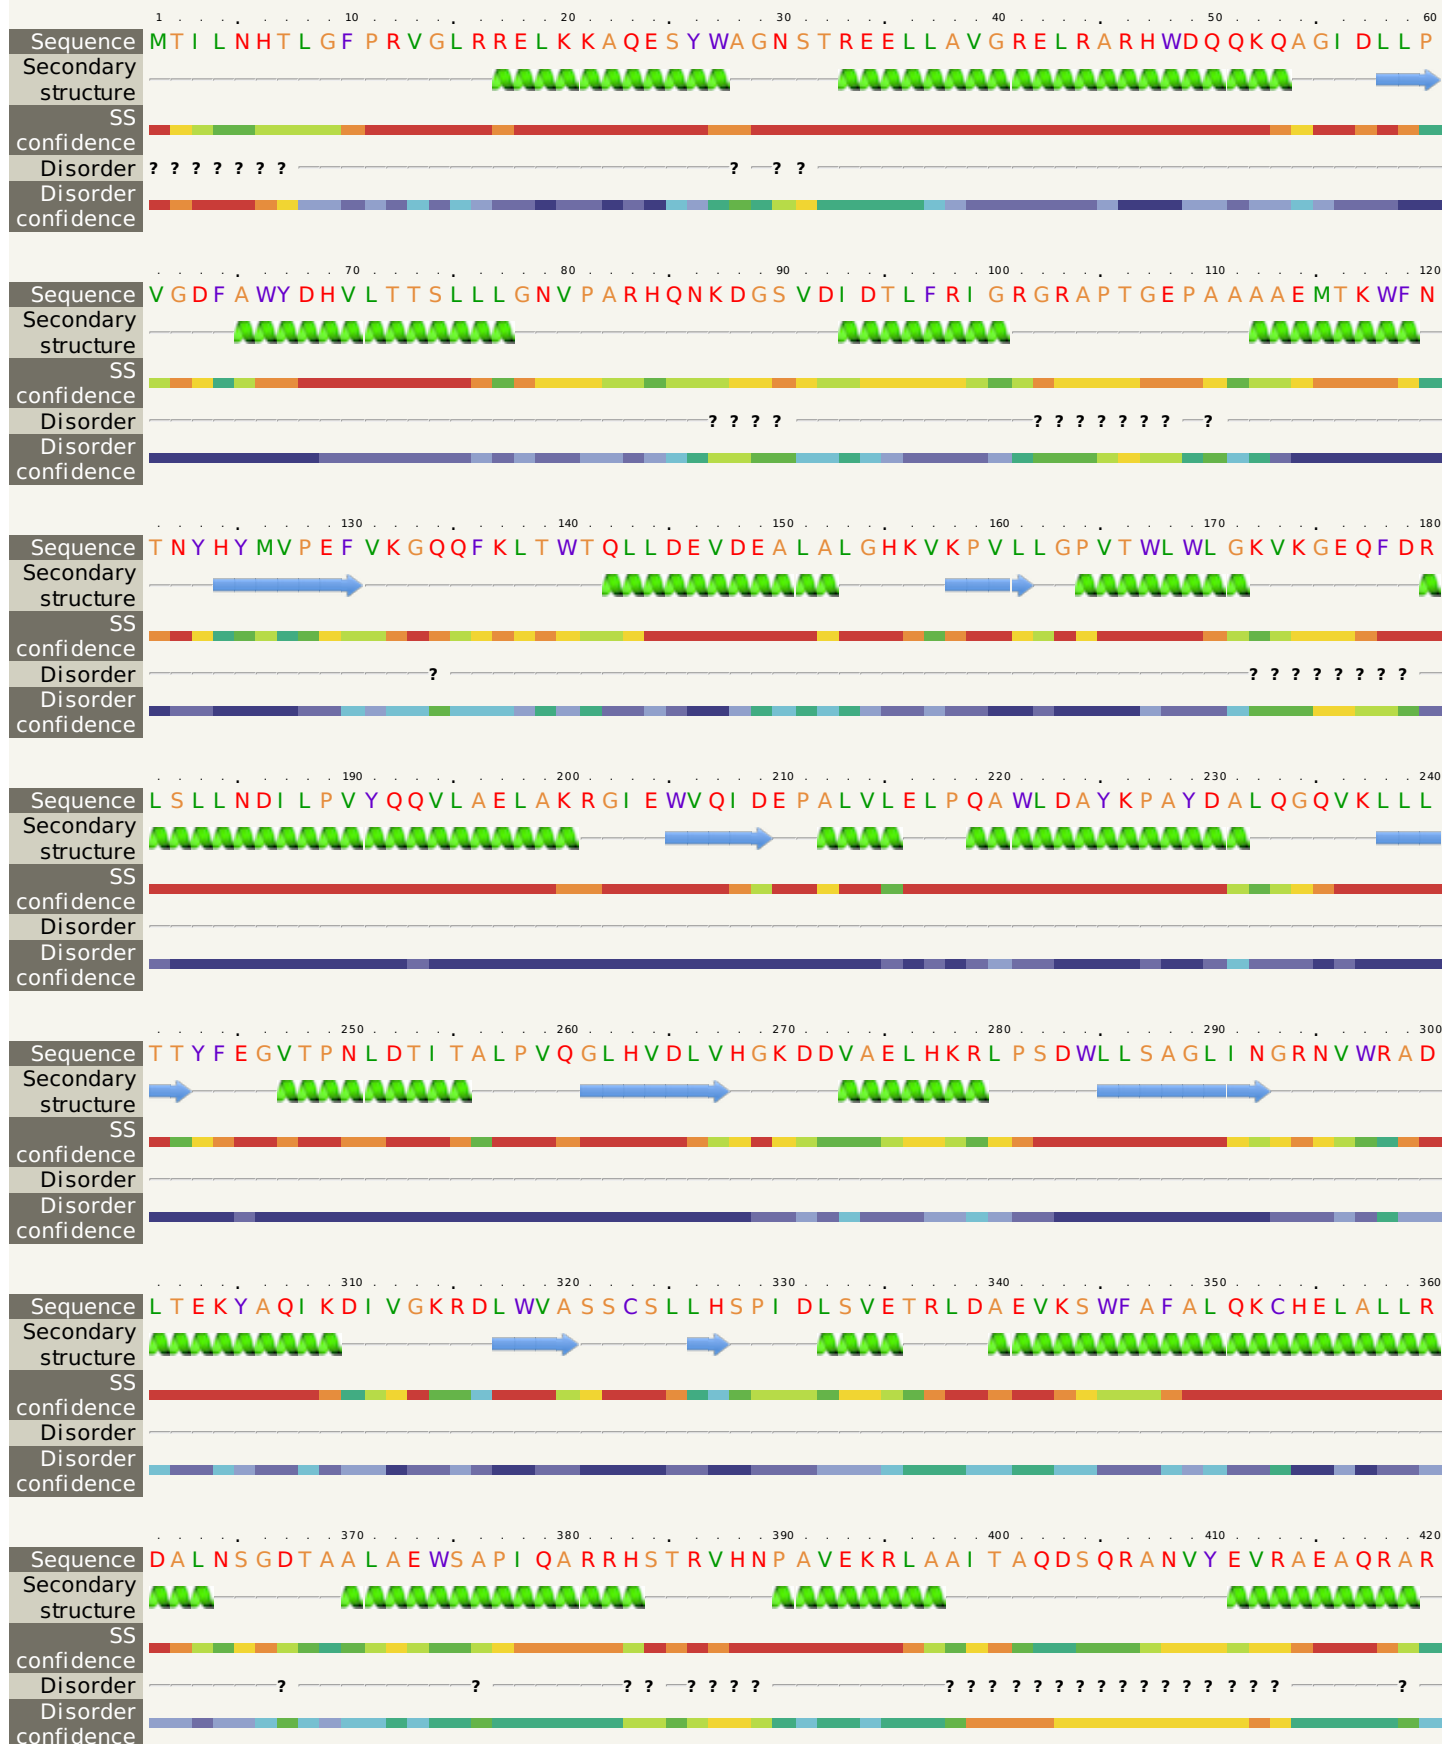 1 10 20 30 40 50 60
Sequence MTILNHTLGFPRVGLRRELKKAQESYWAGNSTREELLAVGRELRARHWDQQKQAGIDLLP
Secondary
structure
SS
confidence
Disorder ? ? ? ? ? ? ? ? ? ?
Disorder
confidence
70 80 90 100 110 120
Sequence VGDFAWYDHVLTTSLLLGNVPARHQNKDGSVDIDTLFRIGRGRAPTGEPAAAAEMTKWFN
Secondary
structure
SS
confidence
Disorder ? ? ? ? ? ? ? ? ? ? ? ?
Disorder
confidence
130 140 150 160 170 180
Sequence TNYHYMVPEFVKGQQFKLTWTQLLDEVDEALALGHKVKPVLLGPVTWLWLGKVKGEQFDR
Secondary
structure
SS
confidence
Disorder ? ? ? ? ? ? ? ? ?
Disorder
confidence
190 200 210 220 230 240
Sequence LSLLNDILPVYQQVLAELAKRGIEWVQIDEPALVLELPQAWLDAYKPAYDALQGQVKLLL
Secondary
structure
SS
confidence
Disorder
Disorder
confidence
250 260 270 280 290 300
Sequence TTYFEGVTPNLDTITALPVQGLHVDLVHGKDDVAELHKRLPSDWLLSAGLINGRNVWRAD
Secondary
structure
SS
confidence
Disorder
Disorder
confidence
310 320 330 340 350 360
Sequence LTEKYAQIKDIVGKRDLWVASSCSLLHSPIDLSVETRLDAEVKSWFAFALQKCHELALLR
Secondary
structure
SS
confidence
Disorder
Disorder
confidence
370 380 390 400 410 420
Sequence DALNSGDTAALAEWSAPIQARRHSTRVHNPAVEKRLAAITAQDSQRANVYEVRAEAQRAR
Secondary
structure
SS
confidence
Disorder ? ? ? ? ? ? ? ? ? ? ? ? ? ? ? ? ? ? ? ? ? ? ? ? ?
Disorder
confidence